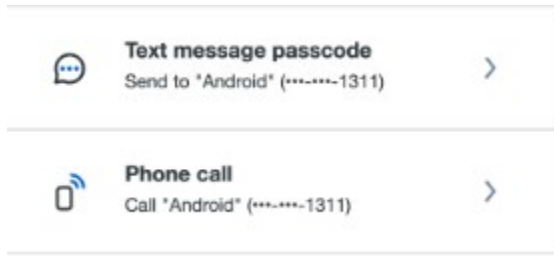 Text message passcode
Send to "Android" (•••-•••-1311)
Phone call
Call "Android" (•••-•••-1311)